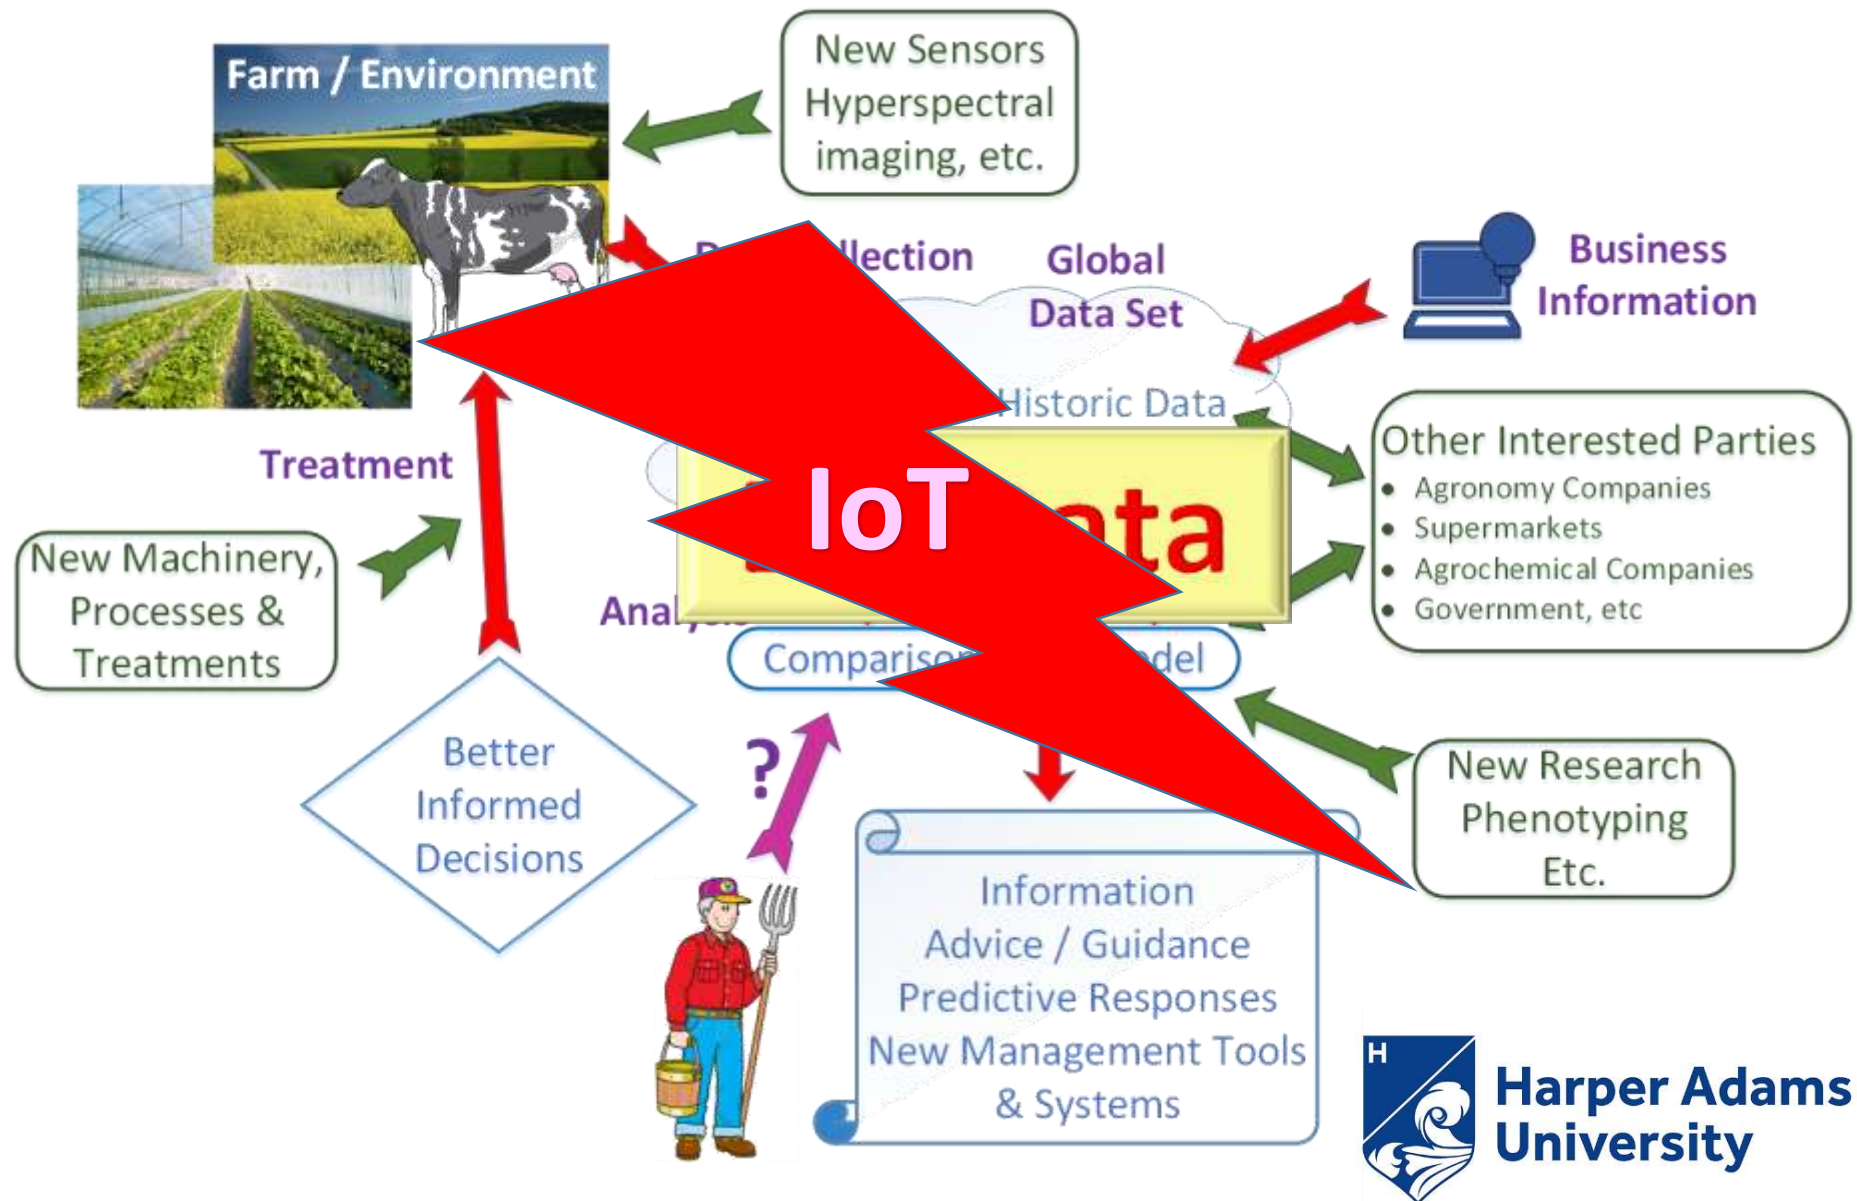 Farm / Environment
New Sensors
Hyperspectral
imaging, etc.
Global
Data Set
Business
Information
Historic Data
Treatment
IoT
Other Interested Parties
• Agronomy Companies
• Supermarkets
• Agrochemical Companies
• Government, etc
New Machinery,
Processes &
Treatments
Better
Informed
Decisions
?
New Research
Phenotyping
Etc.
Information
Advice / Guidance
Predictive Responses
New Management Tools
& Systems
H
Harper Adams
University